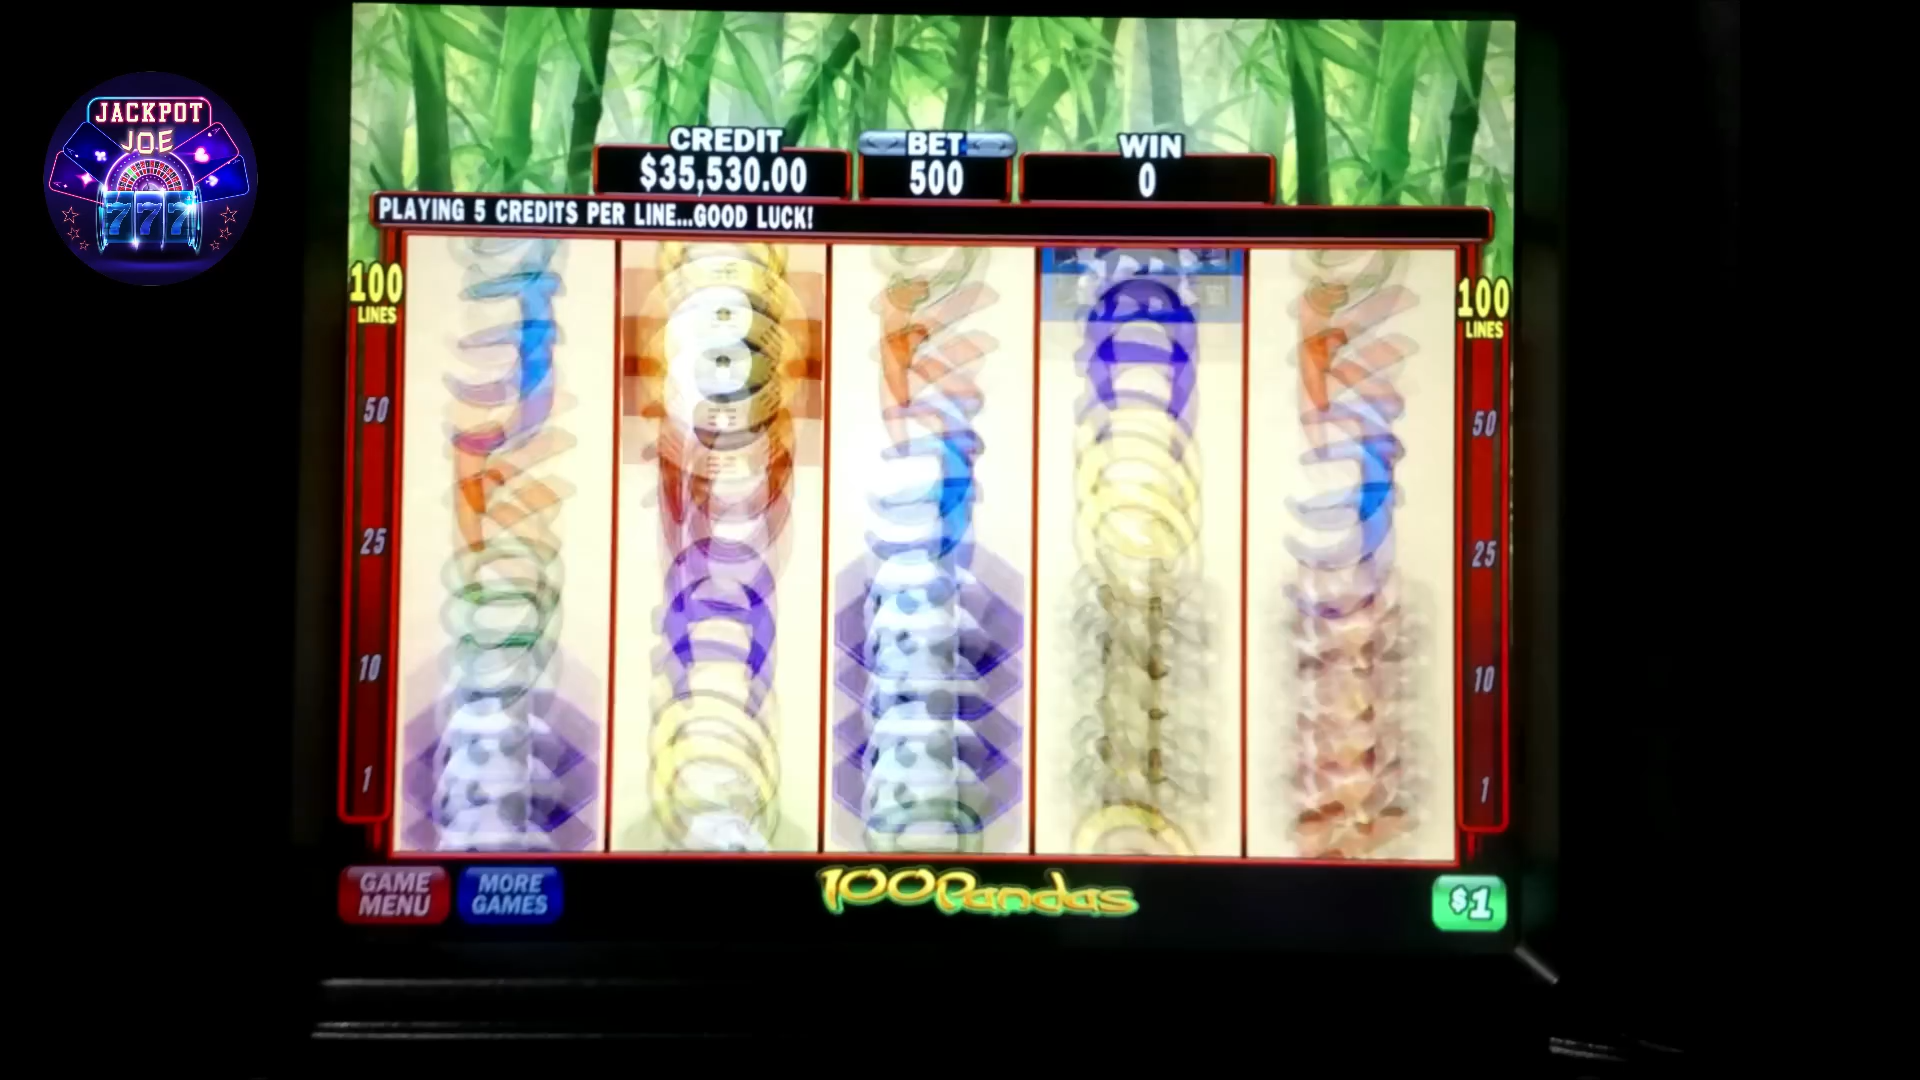 JACKPOT
JOE
777
CREDIT
$35,530.00
BET
500
WIN
0
PLAYING 5 CREDITS PER LINE...GOOD LUCK!
100
LINES
50
25
10
1
100
LINES
50
25
10
1
GAME
MENU
MORE
GAMES
100 Pandas
$1